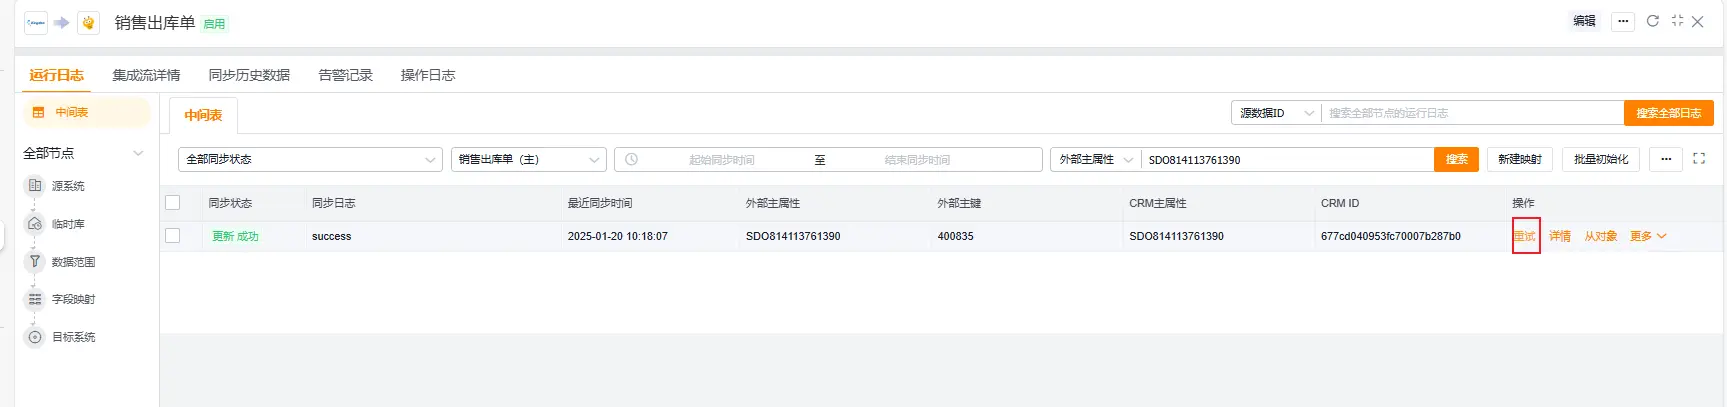 销售出库单 启用 编辑 ...
运行日志 集成流详情 同步历史数据 告警记录 操作日志
中间表
全部节点
源系统
临时库
数据范围
字段映射
目标系统
中间表 源数据ID 搜索全部节点的运行日志 搜索全部日志
全部同步状态 销售出库单（主） 起始同步时间 至 结束同步时间 外部主属性 SDO814113761390 搜索 新建映射 批量初始化 ...
同步状态 同步日志 最近同步时间 外部主属性 外部主键 CRM主属性 CRM ID 操作
更新 成功 success 2025-01-20 10:18:07 SDO814113761390 400835 SDO814113761390 677cd040953fc70007b287b0 重试 详情 从对象 更多